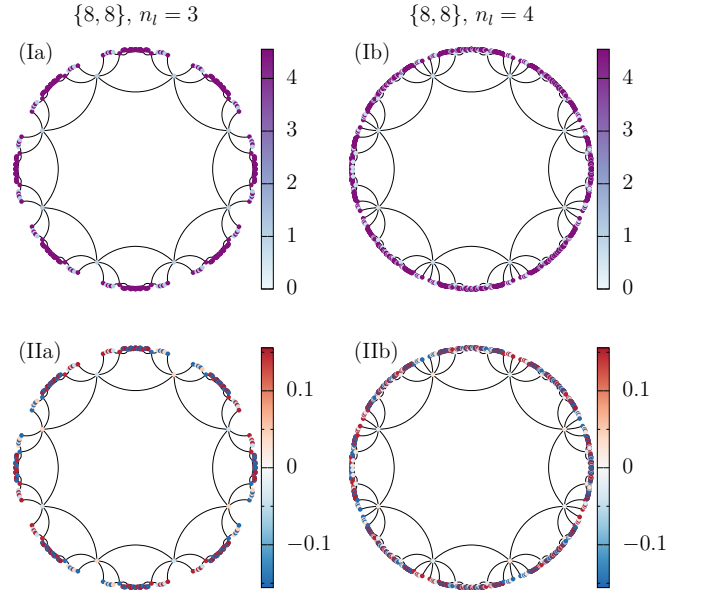 {8, 8}, n_l = 3
{8, 8}, n_l = 4
(Ia)
4
3
2
1
0
(Ib)
4
3
2
1
0
(IIa)
0.1
0
−0.1
(IIb)
0.1
0
−0.1